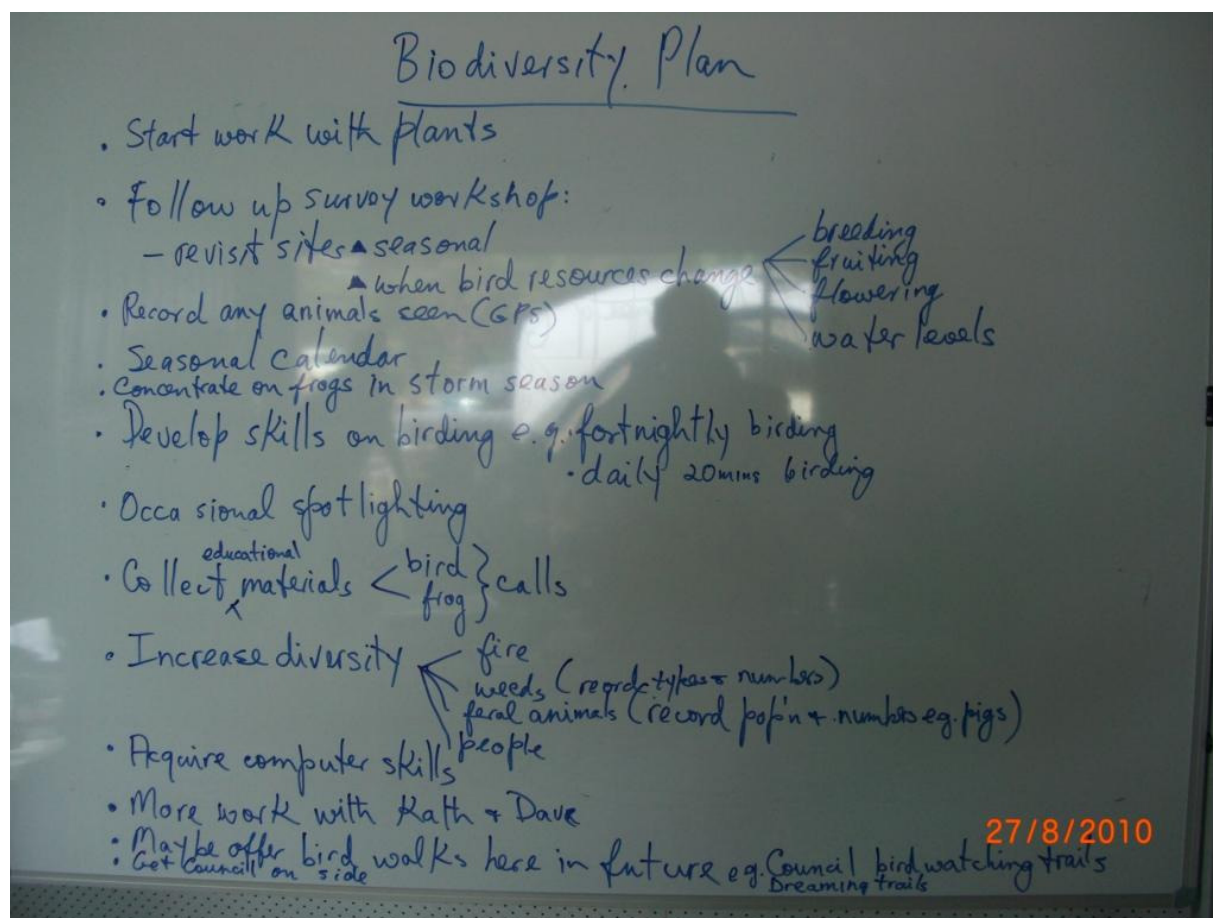 Biodiversity Plan
. Start work with plants
. Follow up survey workshop:
- revisit sites ▲ seasonal
▲ when bird resources change
breeding
fruiting
flowering
water levels
. Record any animals seen (GPS)
. Seasonal calendar
. Concentrate on frogs in storm season
. Develop skills on birding e.g. fortnightly birding
. daily 20mins birding
. Occasional spotlighting
. Collect educational materials < bird frog } calls
. Increase diversity
fire
weeds (record types + numbers)
feral animals (record pop'n + numbers eg. pigs)
people
. Acquire computer skills
. More work with Kath + Dave
. Maybe offer bird walks here in future eg. Council birdwatching trails
Dreaming trails
. Get Council on side
27/8/2010